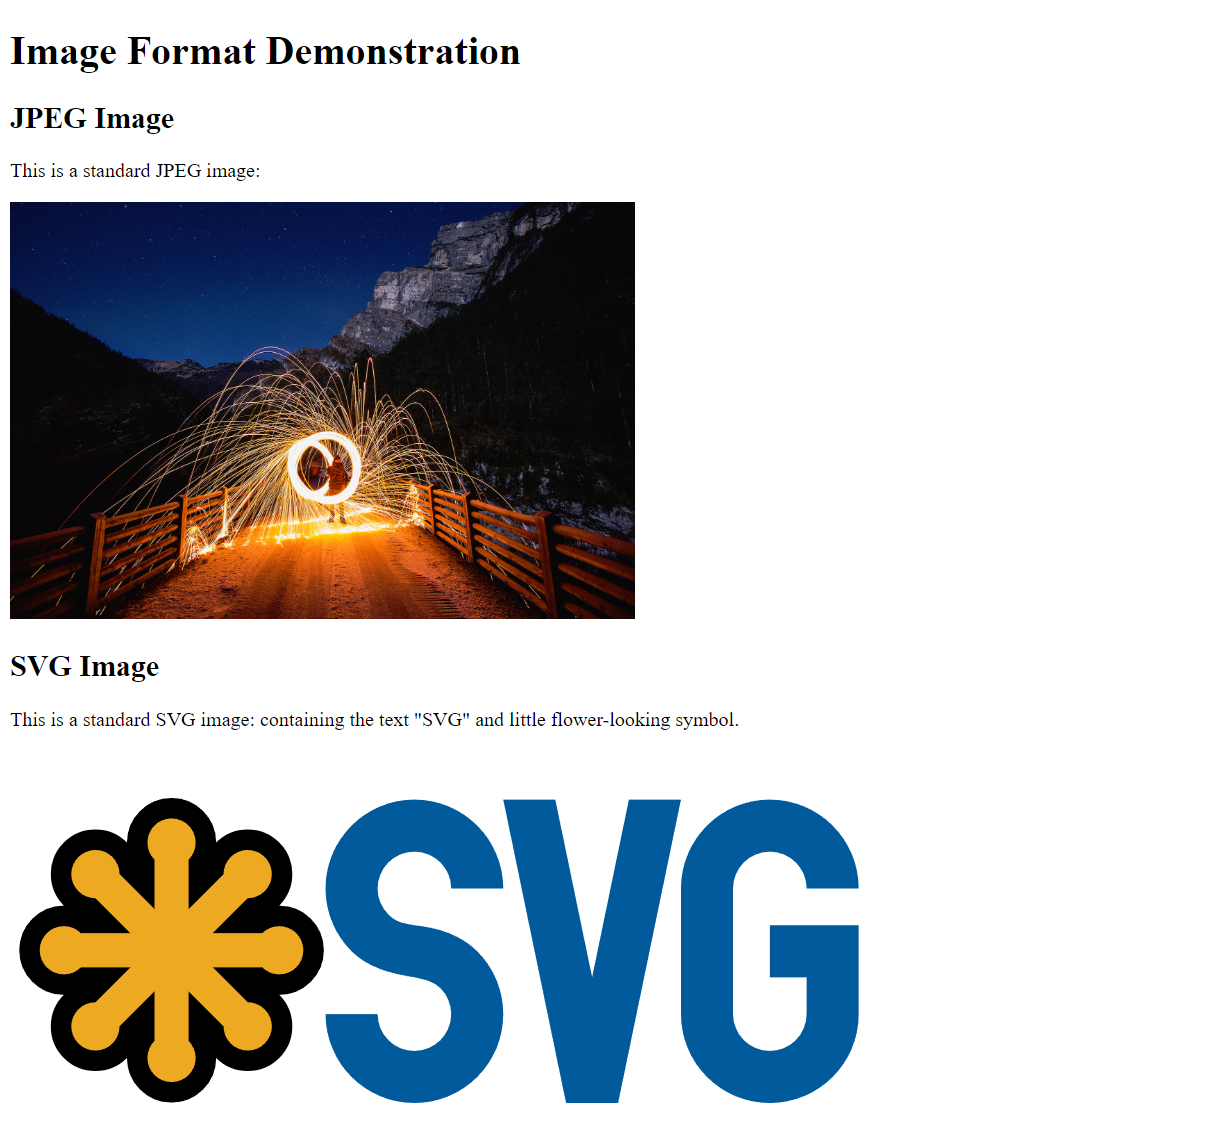 Image Format Demonstration
JPEG Image
This is a standard JPEG image:
SVG Image
This is a standard SVG image: containing the text "SVG" and little flower-looking symbol.
SVG